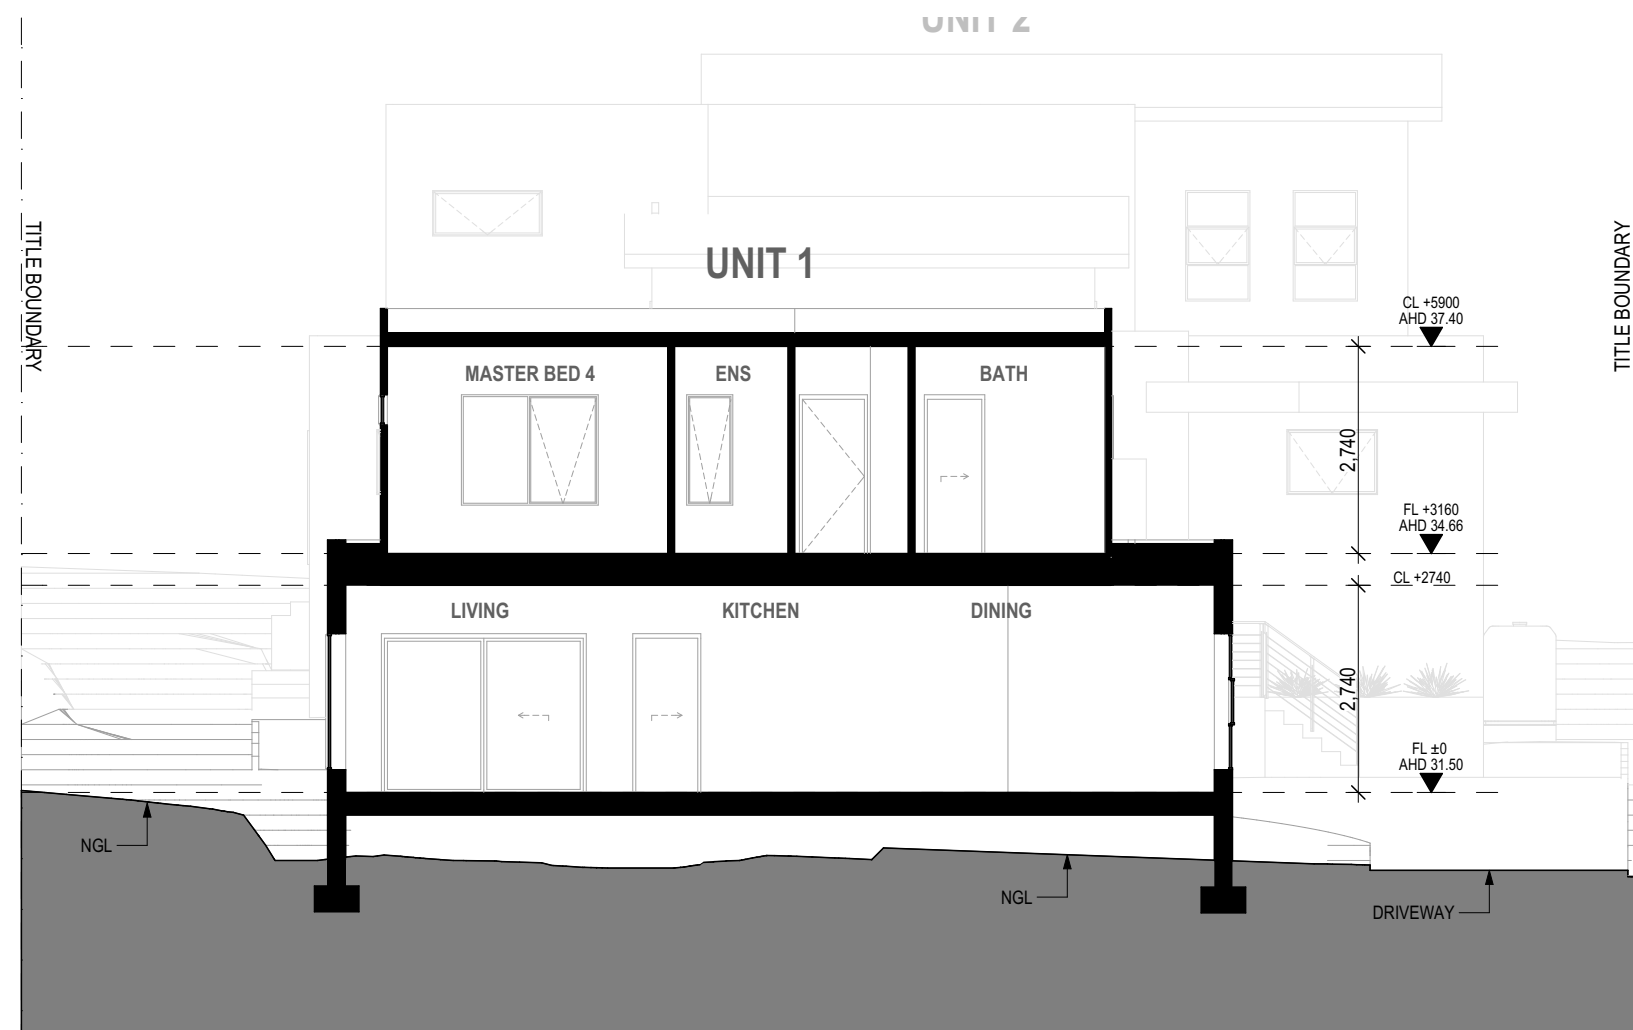 UNIT 2
TITLE BOUNDARY
TITLE BOUNDARY
UNIT 1
CL +5900
AHD 37.40
MASTER BED 4
ENS
BATH
2,740
FL +3160
AHD 34.66
CL +2740
LIVING
KITCHEN
DINING
2,740
FL ±0
AHD 31.50
NGL
NGL
DRIVEWAY